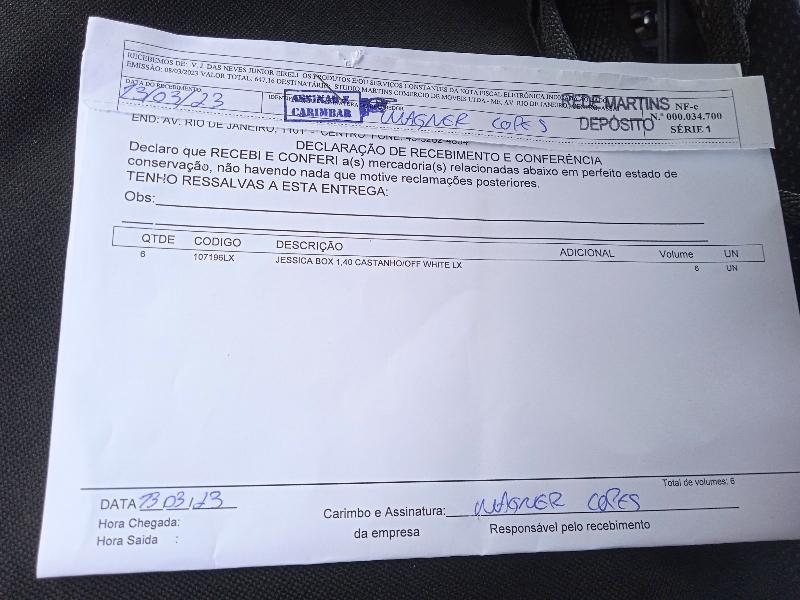 RECEBEMOS DE: V. J. DAS NEVES JUNIOR EIRELI OS PRODUTOS E/OU SERVIÇOS CONSTANTES DA NOTA FISCAL ELETRÔNICA
EMISSÃO: 08/03/2023 VALOR TOTAL: 647,16 DESTINATÁRIO: STUDIO MARTINS COMERCIO DE MOVEIS LTDA - ME, AV. RIO DE JANEIRO
DATA DO RECEBIMENTO
13/03/23
ASSINAR E
CARIMBAR
WAGNER COPES
MARTINS
DEPÓSITO
NF-e
N.º 000.034.700
SÉRIE 1
END: AV. RIO DE JANEIRO, 1101 - CENTRO
DECLARAÇÃO DE RECEBIMENTO E CONFERÊNCIA
Declaro que RECEBI E CONFERI a(s) mercadoria(s) relacionadas abaixo em perfeito estado de
conservação, não havendo nada que motive reclamações posteriores.
TENHO RESSALVAS A ESTA ENTREGA:
Obs:
QTDE CODIGO DESCRIÇÃO ADICIONAL Volume UN
6 107196LX JESSICA BOX 1,40 CASTANHO/OFF WHITE LX 6 UN
Total de volumes: 6
DATA 13/03/23 Carimbo e Assinatura: WAGNER COPES
Hora Chegada: da empresa Responsável pelo recebimento
Hora Saida :